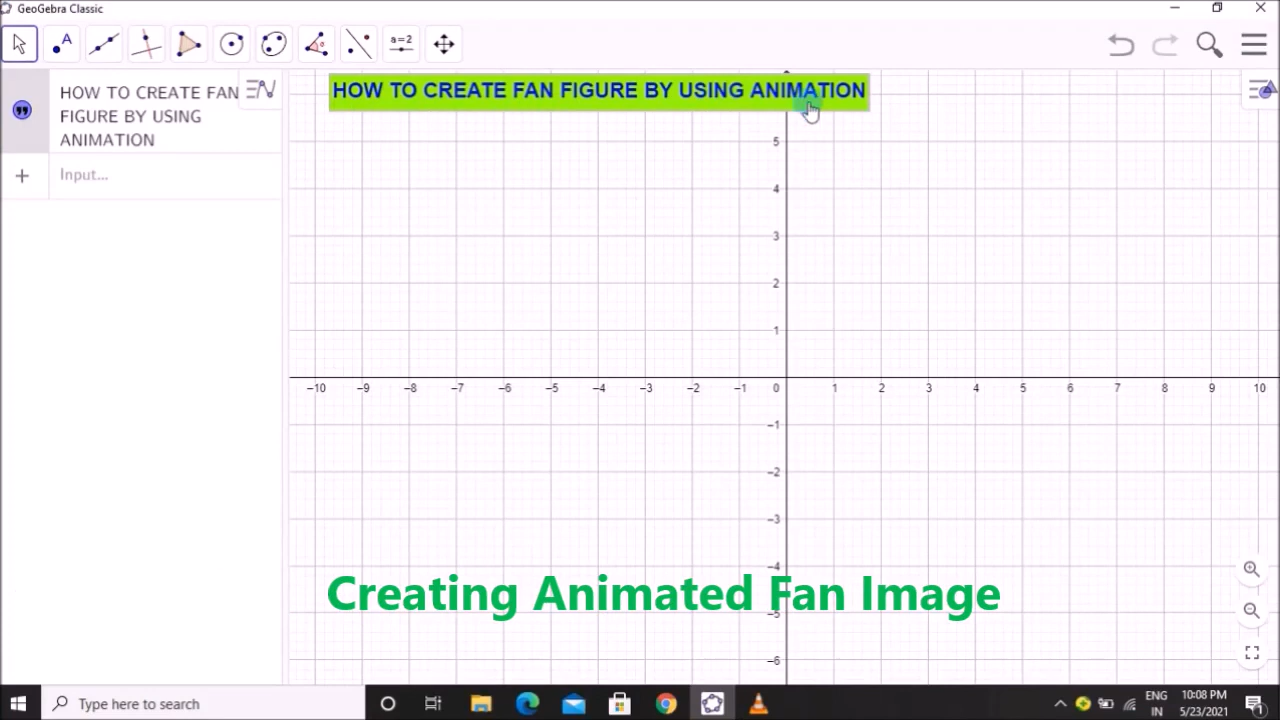 GeoGebra Classic
A
a=2
HOW TO CREATE FAN
FIGURE BY USING
ANIMATION
+ Input...
HOW TO CREATE FAN FIGURE BY USING ANIMATION
5
4
3
2
1
−10 −9 −8 −7 −6 −5 −4 −3 −2 −1 0 1 2 3 4 5 6 7 8 9 10
−1
−2
−3
−4
−5
−6
Creating Animated Fan Image
Type here to search
ENG
IN
10:08 PM
5/23/2021
1